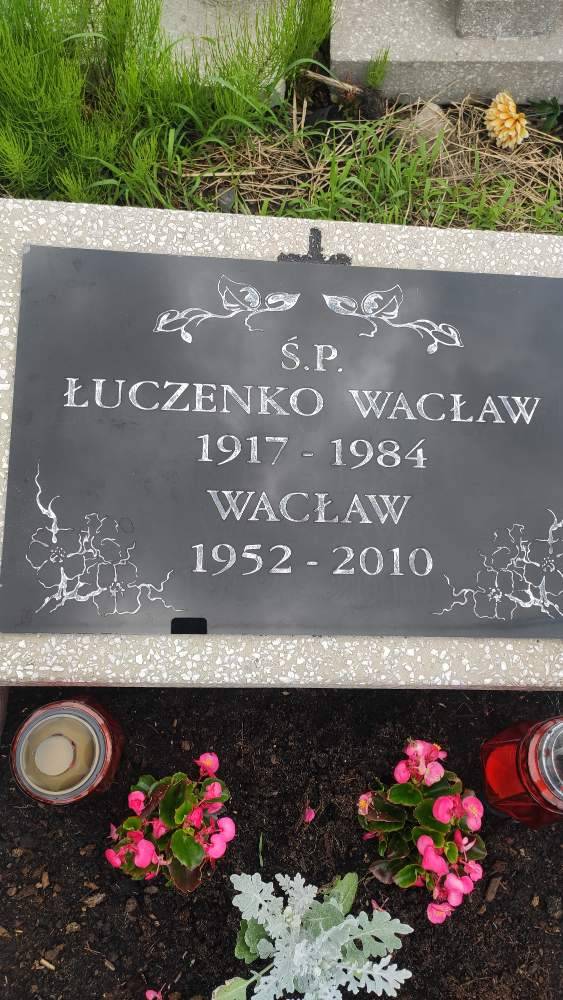 Ś.P.
ŁUCZENKO WACŁAW
1917 - 1984
WACŁAW
1952 - 2010